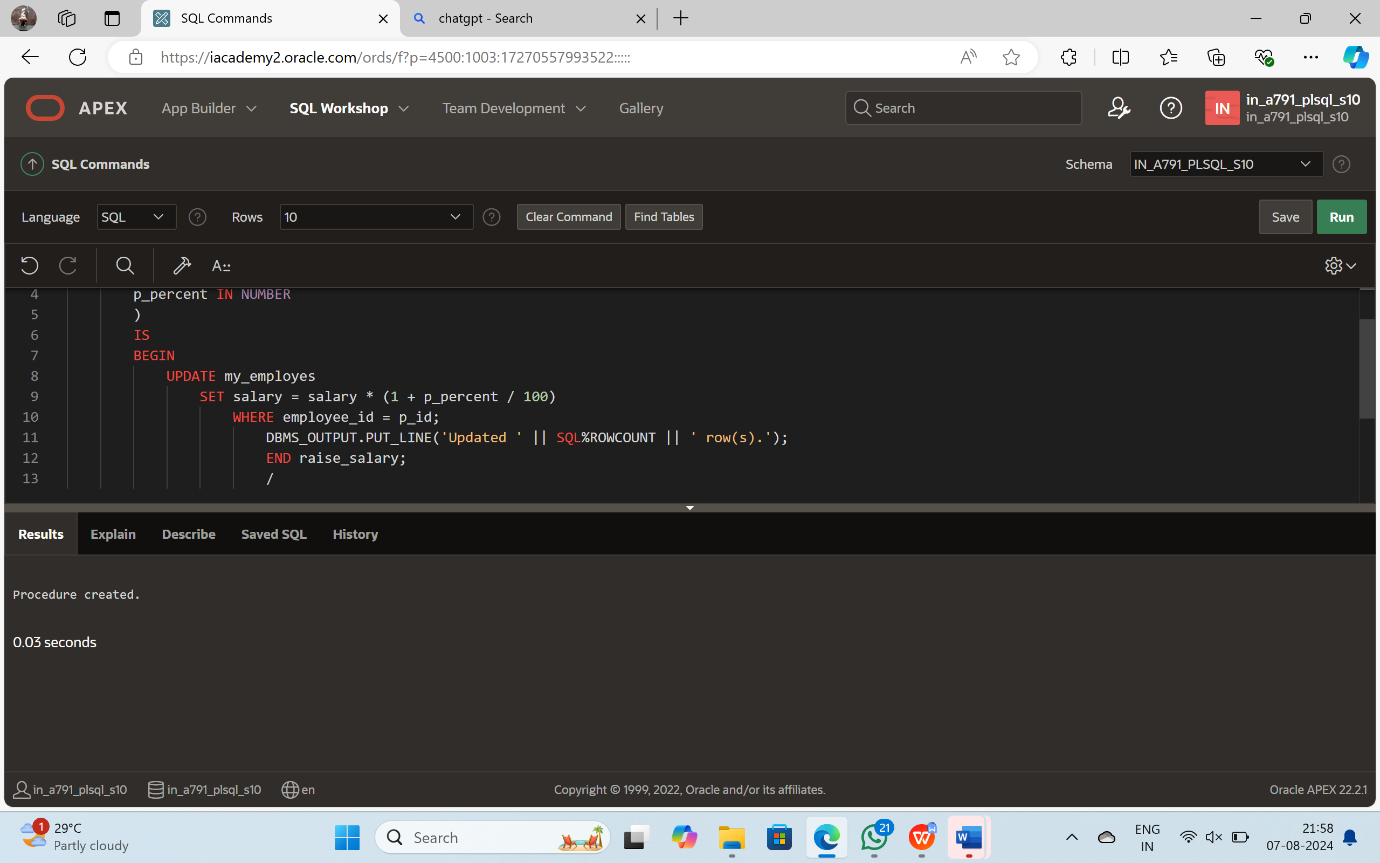 SQL Commands
chatgpt - Search
https://iacademy2.oracle.com/ords/f?p=4500:1003:17270557993522:::::
APEX App Builder SQL Workshop Team Development Gallery Search IN in_a791_plsql_s10
in_a791_plsql_s10
SQL Commands Schema IN_A791_PLSQL_S10
Language SQL Rows 10 Clear Command Find Tables Save Run
4 p_percent IN NUMBER
5 )
6 IS
7 BEGIN
8 UPDATE my_employes
9 SET salary = salary * (1 + p_percent / 100)
10 WHERE employee_id = p_id;
11 DBMS_OUTPUT.PUT_LINE('Updated ' || SQL%ROWCOUNT || ' row(s).');
12 END raise_salary;
13 /
Results Explain Describe Saved SQL History
Procedure created.
0.03 seconds
in_a791_plsql_s10 in_a791_plsql_s10 en Copyright © 1999, 2022, Oracle and/or its affiliates. Oracle APEX 22.2.1
1 29°C
Partly cloudy
Search
21
ENG
IN
21:58
07-08-2024